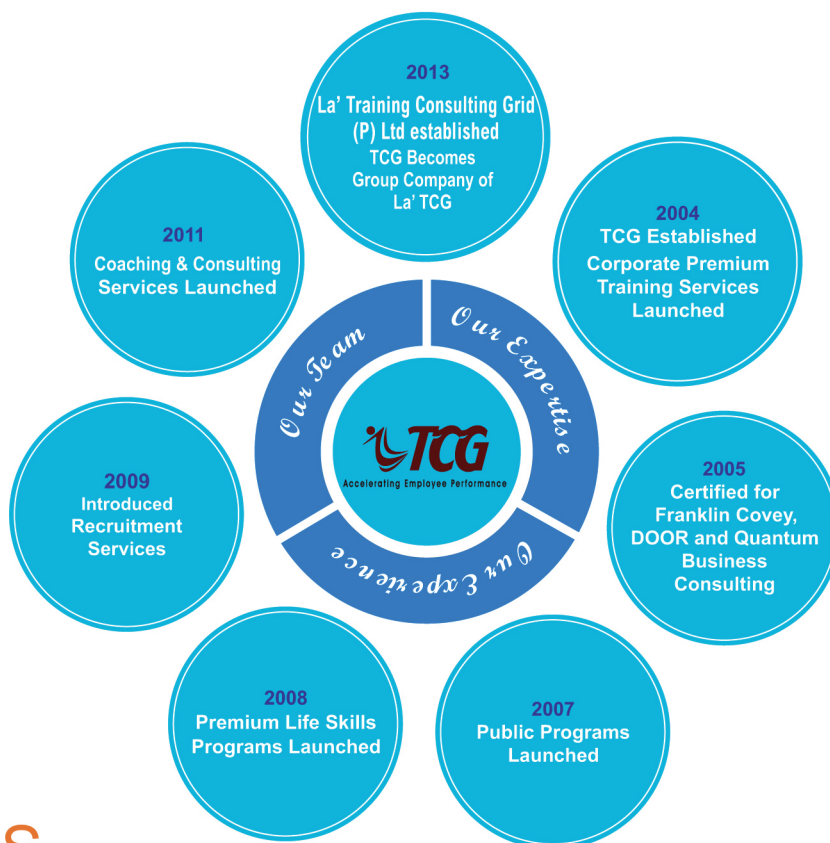 2013
La' Training Consulting Grid
(P) Ltd established
TCG Becomes
Group Company of
La' TCG
2004
TCG Established
Corporate Premium
Training Services
Launched
2005
Certified for
Franklin Covey,
DOOR and Quantum
Business
Consulting
2007
Public Programs
Launched
2008
Premium Life Skills
Programs Launched
2009
Introduced
Recruitment
Services
2011
Coaching & Consulting
Services Launched
Our Team
Our Expertise
Our Experience
TCG
Accelerating Employee Performance